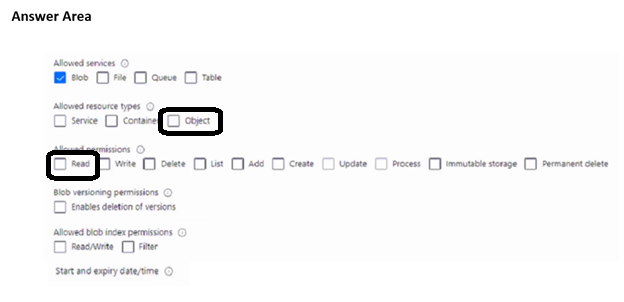 Answer Area
Allowed services
Blob File Queue Table
Allowed resource types
Service Container Object
Allowed permissions
Read Write Delete List Add Create Update Process Immutable storage Permanent delete
Blob versioning permissions
Enables deletion of versions
Allowed blob index permissions
Read/Write Filter
Start and expiry date/time